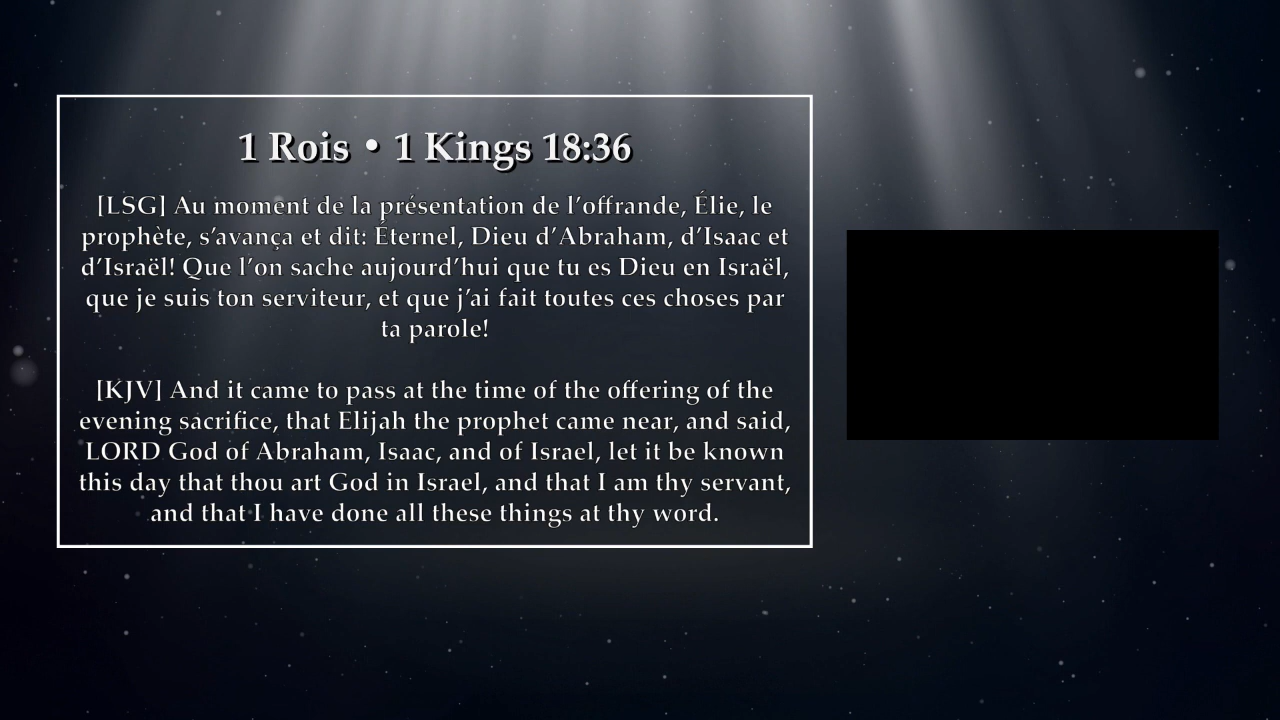 1 Rois • 1 Kings 18:36
[LSG] Au moment de la présentation de l’offrande, Élie, le
prophète, s’avança et dit: Éternel, Dieu d’Abraham, d’Isaac et
d’Israël! Que l’on sache aujourd’hui que tu es Dieu en Israël,
que je suis ton serviteur, et que j’ai fait toutes ces choses par
ta parole!
[KJV] And it came to pass at the time of the offering of the
evening sacrifice, that Elijah the prophet came near, and said,
LORD God of Abraham, Isaac, and of Israel, let it be known
this day that thou art God in Israel, and that I am thy servant,
and that I have done all these things at thy word.